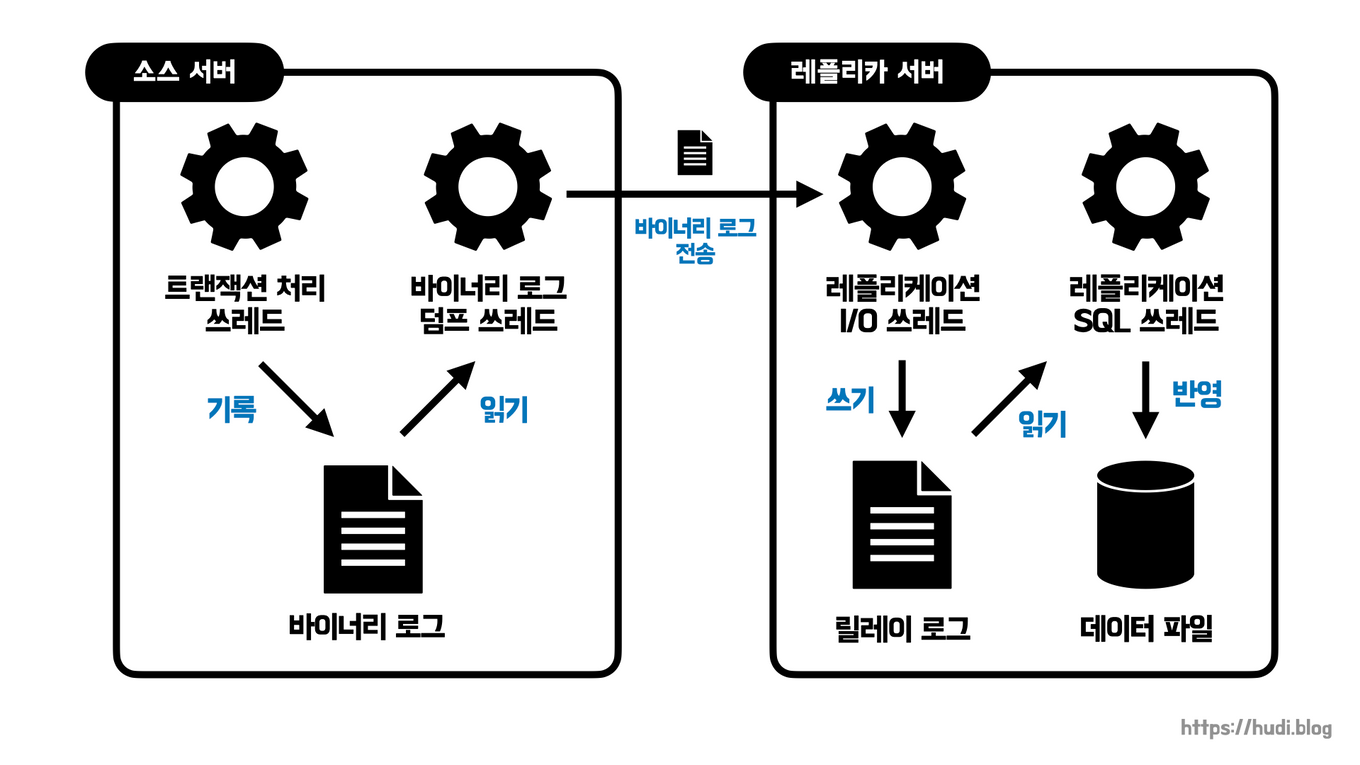 소스 서버
레플리카 서버
바이너리 로그
전송
트랜잭션 처리
쓰레드
바이너리 로그
덤프 쓰레드
레플리케이션
I/O 쓰레드
레플리케이션
SQL 쓰레드
기록
읽기
쓰기
읽기
반영
바이너리 로그
릴레이 로그
데이터 파일
https://hudi.blog